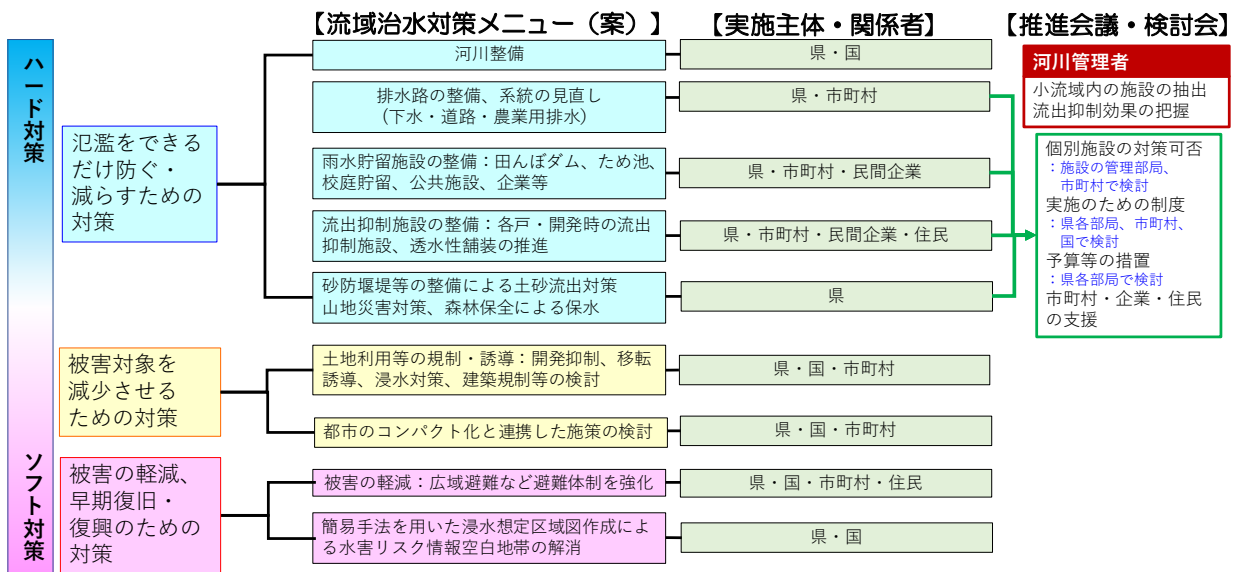 【流域治水対策メニュー（案）】
【実施主体・関係者】
【推進会議・検討会】
ハード対策
ソフト対策
氾濫をできる
だけ防ぐ・
減らすための
対策
河川整備
県・国
排水路の整備、系統の見直し
（下水・道路・農業用排水）
県・市町村
雨水貯留施設の整備：田んぼダム、ため池、
校庭貯留、公共施設、企業等
県・市町村・民間企業
流出抑制施設の整備：各戸・開発時の流出
抑制施設、透水性舗装の推進
県・市町村・民間企業・住民
砂防堰堤等の整備による土砂流出対策
山地災害対策、森林保全による保水
県
河川管理者
小流域内の施設の抽出
流出抑制効果の把握
個別施設の対策可否
：施設の管理部局、
市町村で検討
実施のための制度
：県各部局、市町村、
国で検討
予算等の措置
：県各部局で検討
市町村・企業・住民
の支援
被害対象を
減少させる
ための対策
土地利用等の規制・誘導：開発抑制、移転
誘導、浸水対策、建築規制等の検討
県・国・市町村
都市のコンパクト化と連携した施策の検討
県・国・市町村
被害の軽減、
早期復旧・
復興のための
対策
被害の軽減：広域避難など避難体制を強化
県・国・市町村・住民
簡易手法を用いた浸水想定区域図作成によ
る水害リスク情報空白地帯の解消
県・国